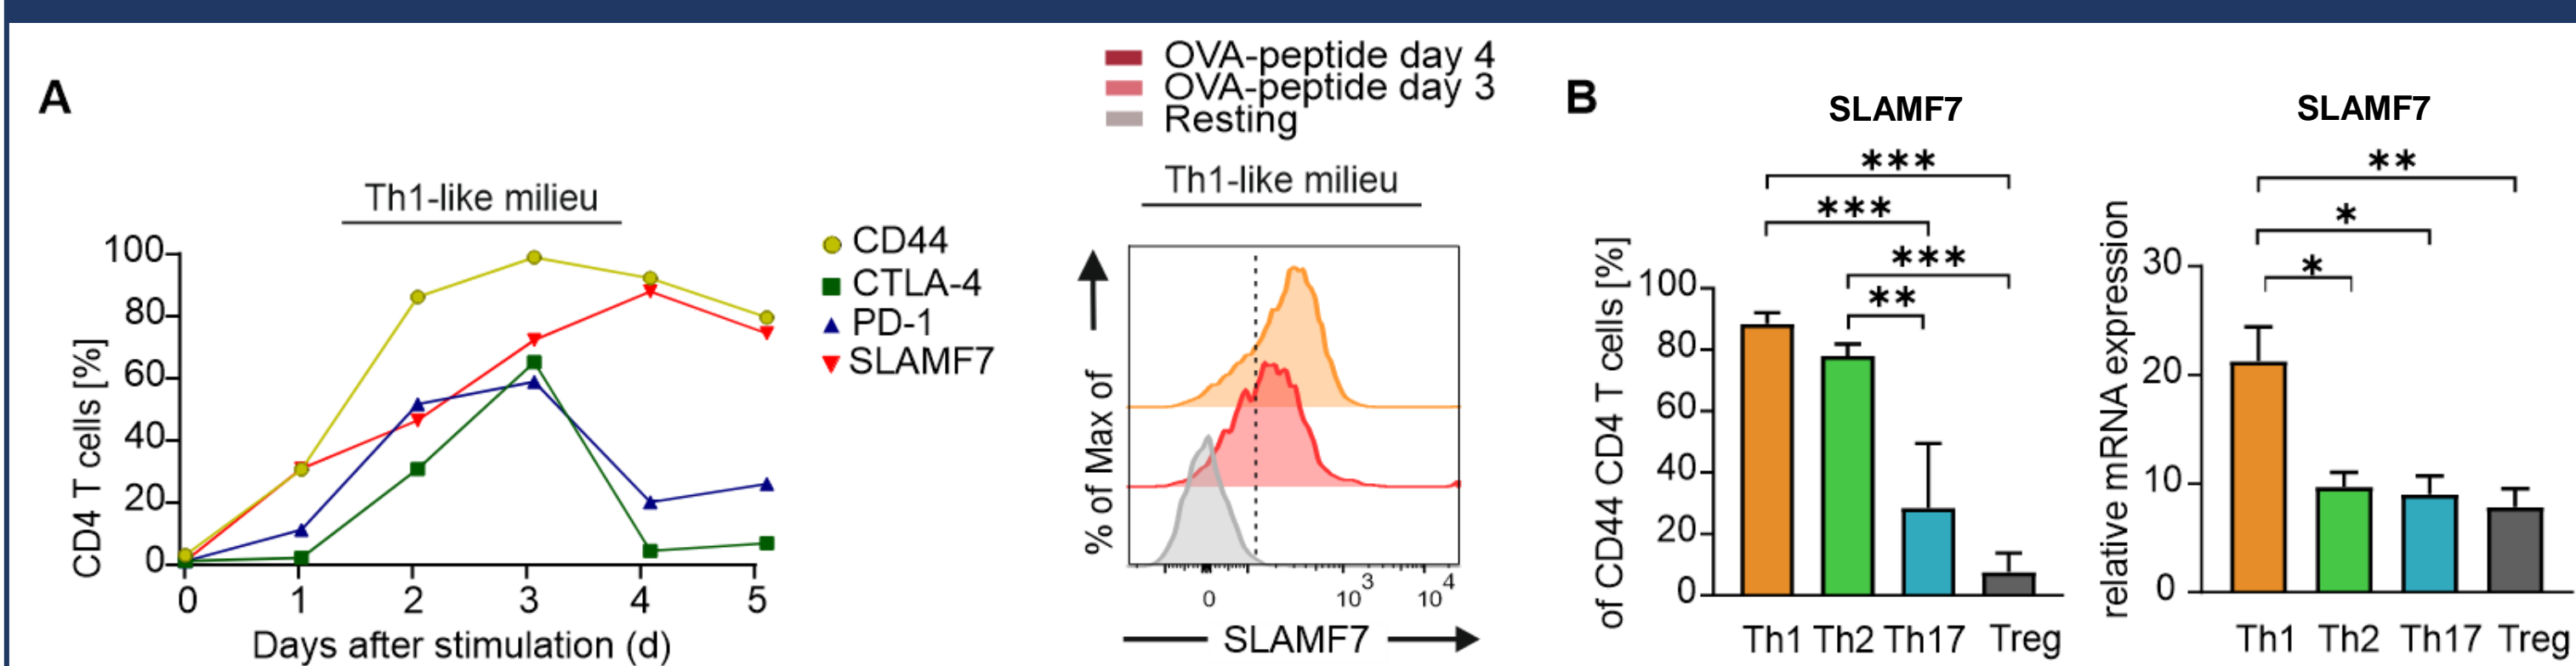 A
Th1-like milieu
CD4 T cells [%]
100
80
60
40
20
0
0 1 2 3 4 5
Days after stimulation (d)
CD44
CTLA-4
PD-1
SLAMF7
OVA-peptide day 4
OVA-peptide day 3
Resting
Th1-like milieu
% of Max of
0 10³ 10⁴
SLAMF7
B
SLAMF7
***
***
***
**
of CD44 CD4 T cells [%]
100
80
60
40
20
0
Th1 Th2 Th17 Treg
SLAMF7
**
*
*
relative mRNA expression
30
20
10
0
Th1 Th2 Th17 Treg